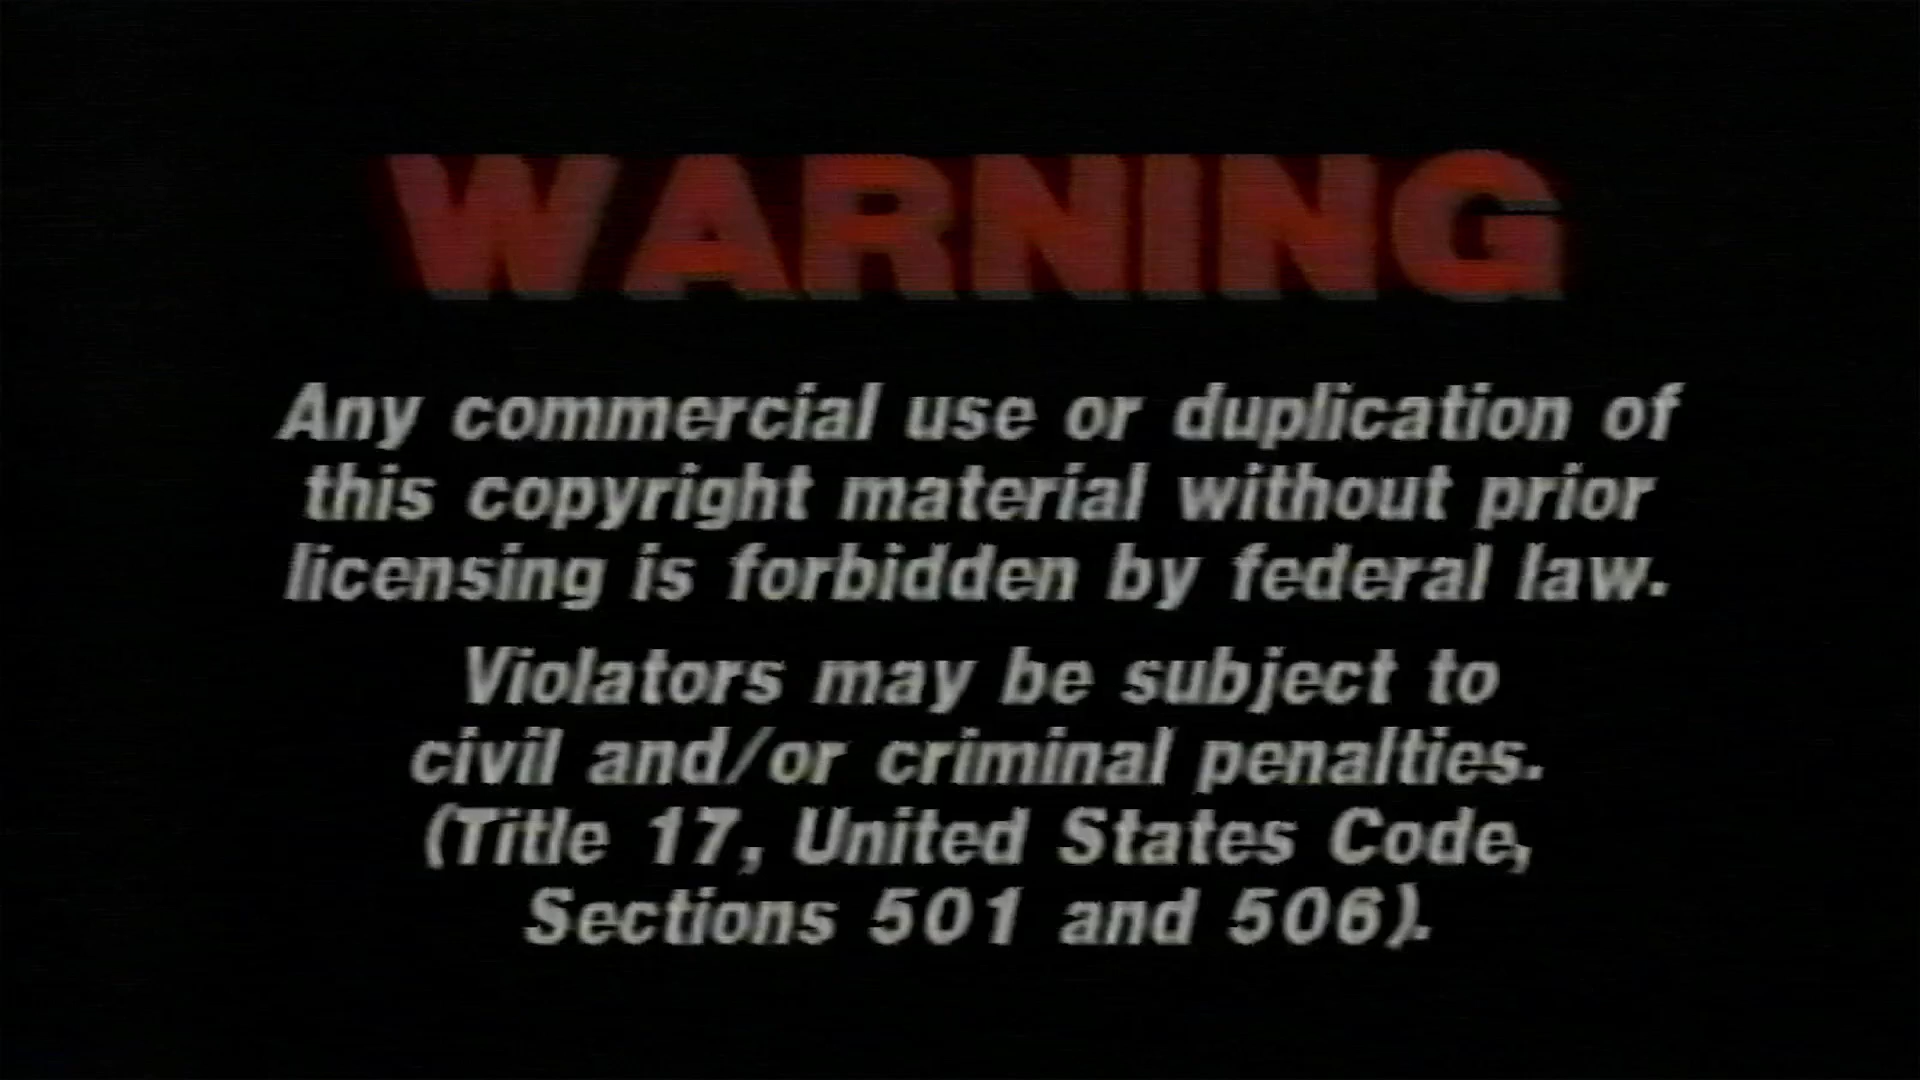 WARNING
Any commercial use or duplication of
this copyright material without prior
licensing is forbidden by federal law.
Violators may be subject to
civil and/or criminal penalties.
(Title 17, United States Code,
Sections 501 and 506).